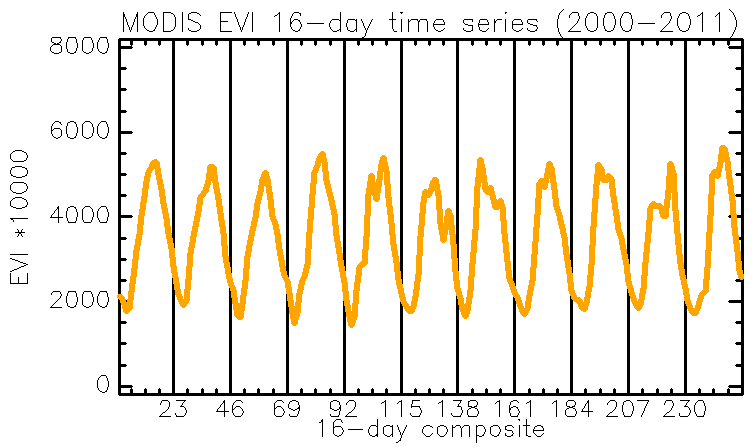 MODIS EVI 16-day time series (2000-2011)
8000
6000
4000
2000
0
EVI *10000
23 46 69 92 115 138 161 184 207 230
16-day composite